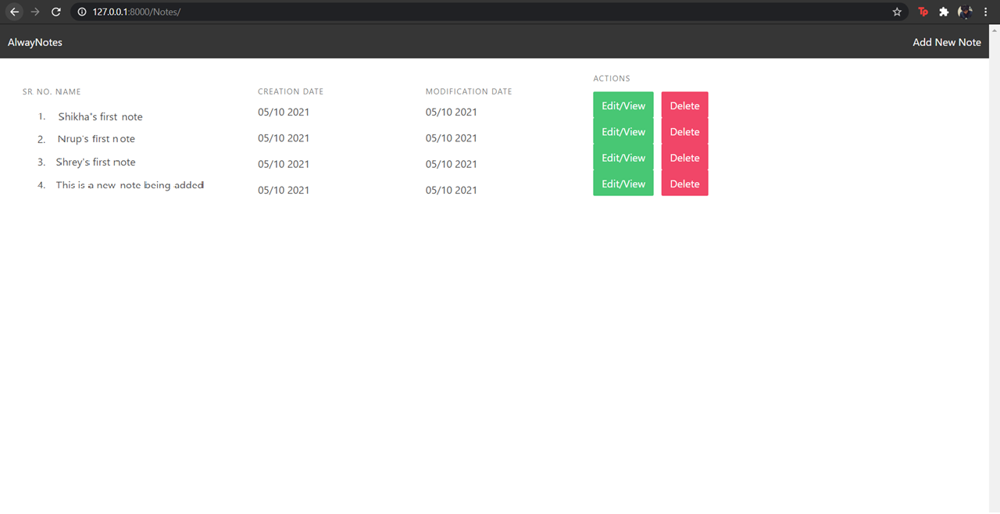 127.0.0.1:8000/Notes/
Tp
AlwayNotes Add New Note
ACTIONS
SR. NO. NAME CREATION DATE MODIFICATION DATE
1. Shikha's first note 05/10 2021 05/10 2021 Edit/View Delete
2. Nrup's first note 05/10 2021 05/10 2021 Edit/View Delete
3. Shrey's first note 05/10 2021 05/10 2021 Edit/View Delete
4. This is a new note being added 05/10 2021 05/10 2021 Edit/View Delete